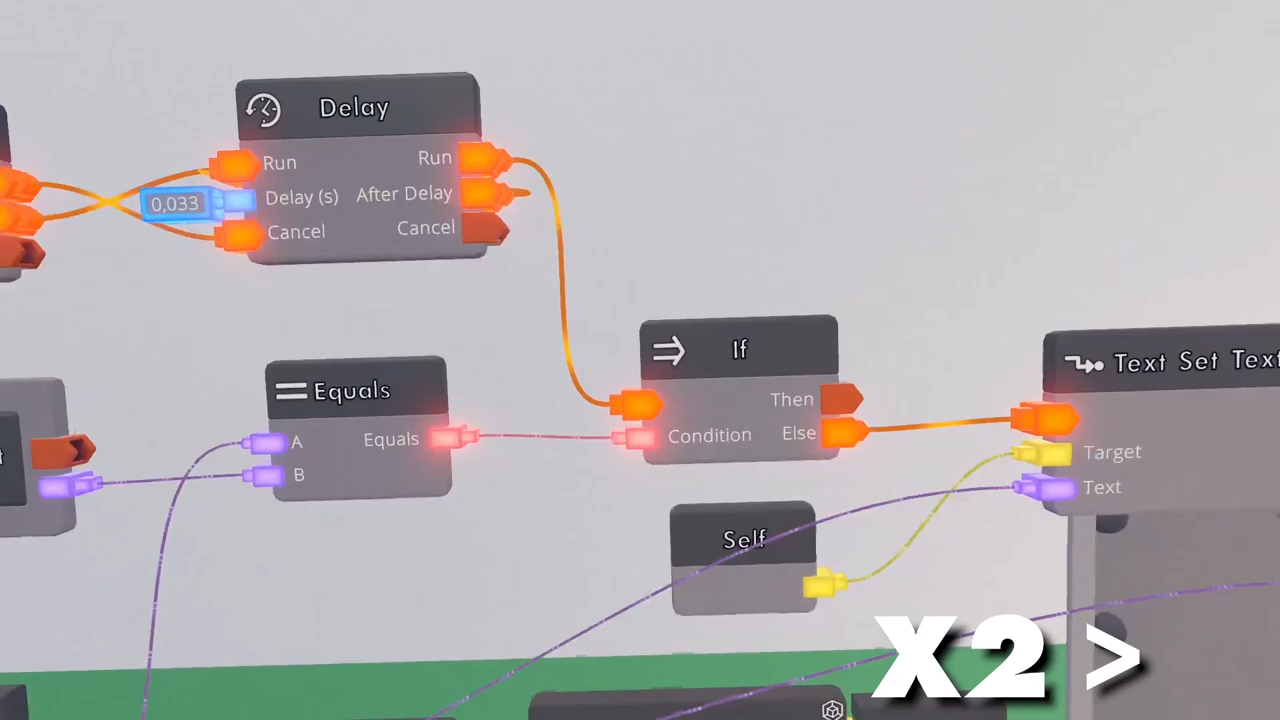 Delay
Run Run
0,033 Delay (s) After Delay
Cancel Cancel
If
Then
Condition Else
Equals
A Equals
B
Text Set Text
Target
Text
Self
X2 >